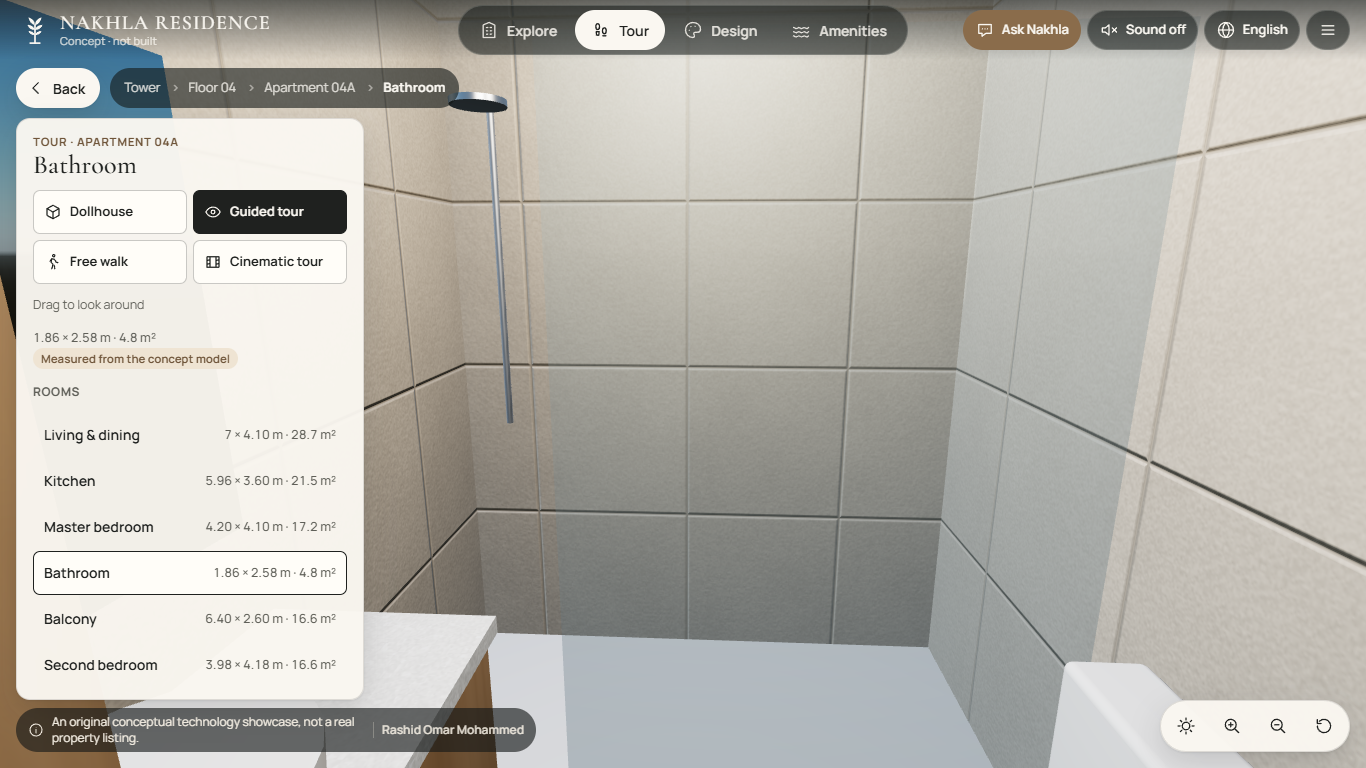 NAKHLA RESIDENCE
Concept · not built
Explore
Tour
Design
Amenities
Ask Nakhla
Sound off
English
Back
Tower > Floor 04 > Apartment 04A > Bathroom
TOUR · APARTMENT 04A
Bathroom
Dollhouse
Guided tour
Free walk
Cinematic tour
Drag to look around
1.86 × 2.58 m · 4.8 m²
Measured from the concept model
ROOMS
Living & dining 7 × 4.10 m · 28.7 m²
Kitchen 5.96 × 3.60 m · 21.5 m²
Master bedroom 4.20 × 4.10 m · 17.2 m²
Bathroom 1.86 × 2.58 m · 4.8 m²
Balcony 6.40 × 2.60 m · 16.6 m²
Second bedroom 3.98 × 4.18 m · 16.6 m²
An original conceptual technology showcase, not a real
property listing.
Rashid Omar Mohammed